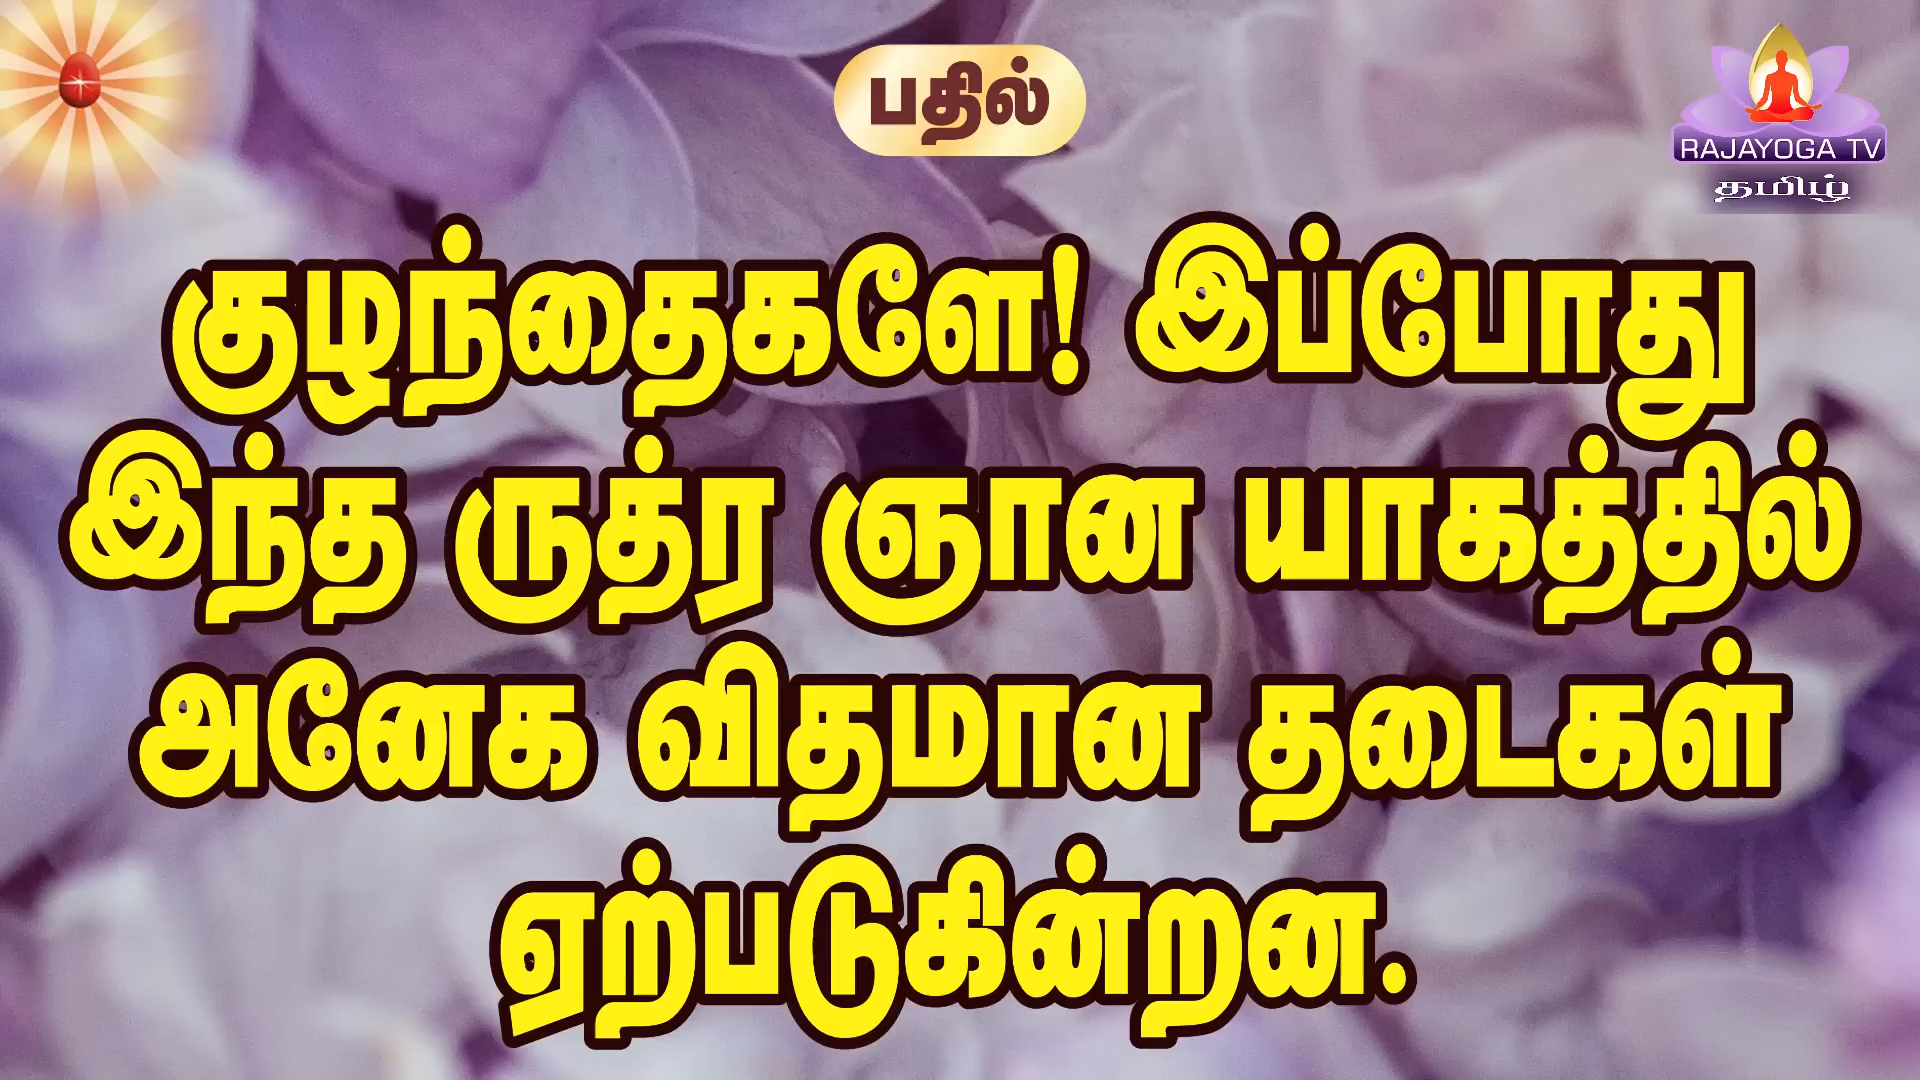 பதில்
RAJAYOGA TV
தமிழ்
குழந்தைகளே! இப்போது
இந்த ருத்ர ஞான யாகத்தில்
அனேக விதமான தடைகள்
ஏற்படுகின்றன.